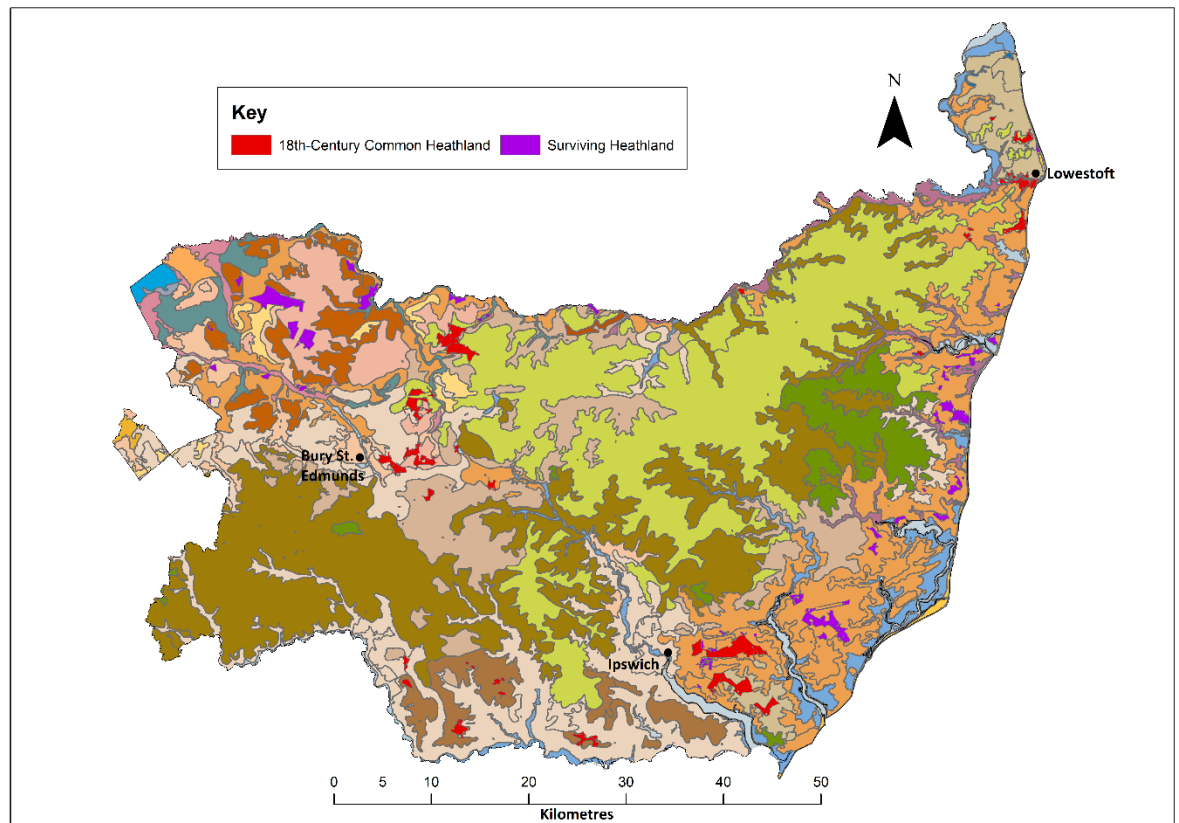 N
Key
18th-Century Common Heathland Surviving Heathland
Lowestoft
Bury St.
Edmunds
Ipswich
0 5 10 20 30 40 50
Kilometres